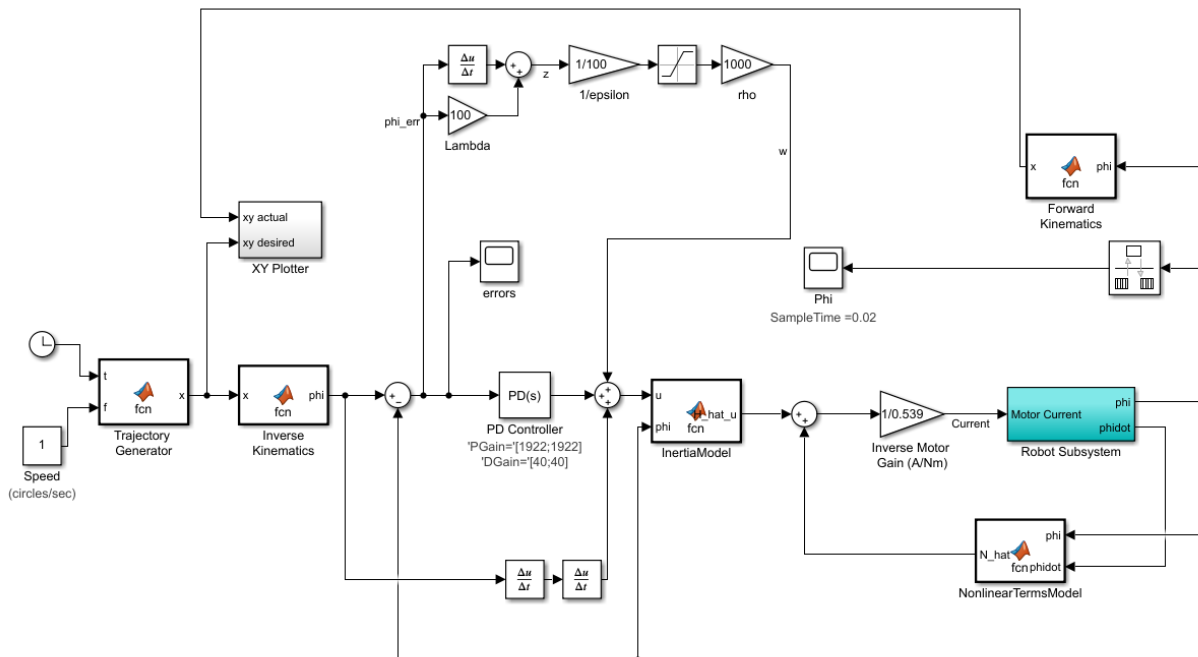 Δu
Δt
+
+
z
1/100
1/epsilon
1000
rho
100
Lambda
phi_err
w
x
fcn
phi
Forward
Kinematics
xy actual
xy desired
XY Plotter
errors
Phi
SampleTime =0.02
t
f
fcn
x
Trajectory
Generator
1
Speed
(circles/sec)
x
fcn
phi
Inverse
Kinematics
+
−
PD(s)
PD Controller
'PGain='[1922;1922]
'DGain='[40;40]
+
+
+
u
phi
H_hat_u
fcn
InertiaModel
+
+
1/0.539
Inverse Motor
Gain (A/Nm)
Current
Motor Current
phi
phidot
Robot Subsystem
Δu
Δt
Δu
Δt
N_hat
fcn
phi
phidot
NonlinearTermsModel